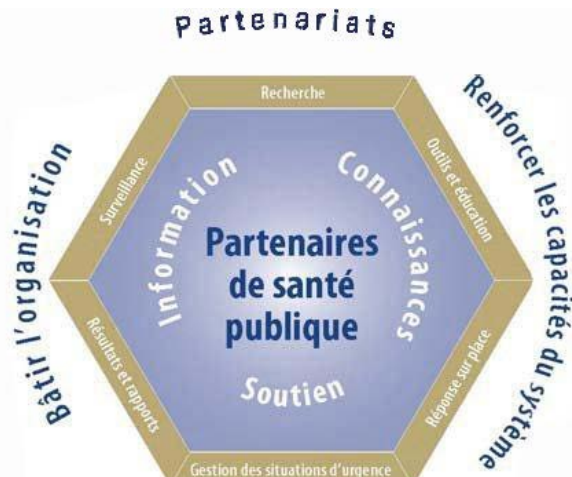 Partenariats
Recherche
Surveillance
Outils et éducation
Bâtir l'organisation
Renforcer les capacités du système
Information
Connaissances
Partenaires
de santé
publique
Soutien
Résultats et rapports
Réponse sur place
Gestion des situations d'urgence